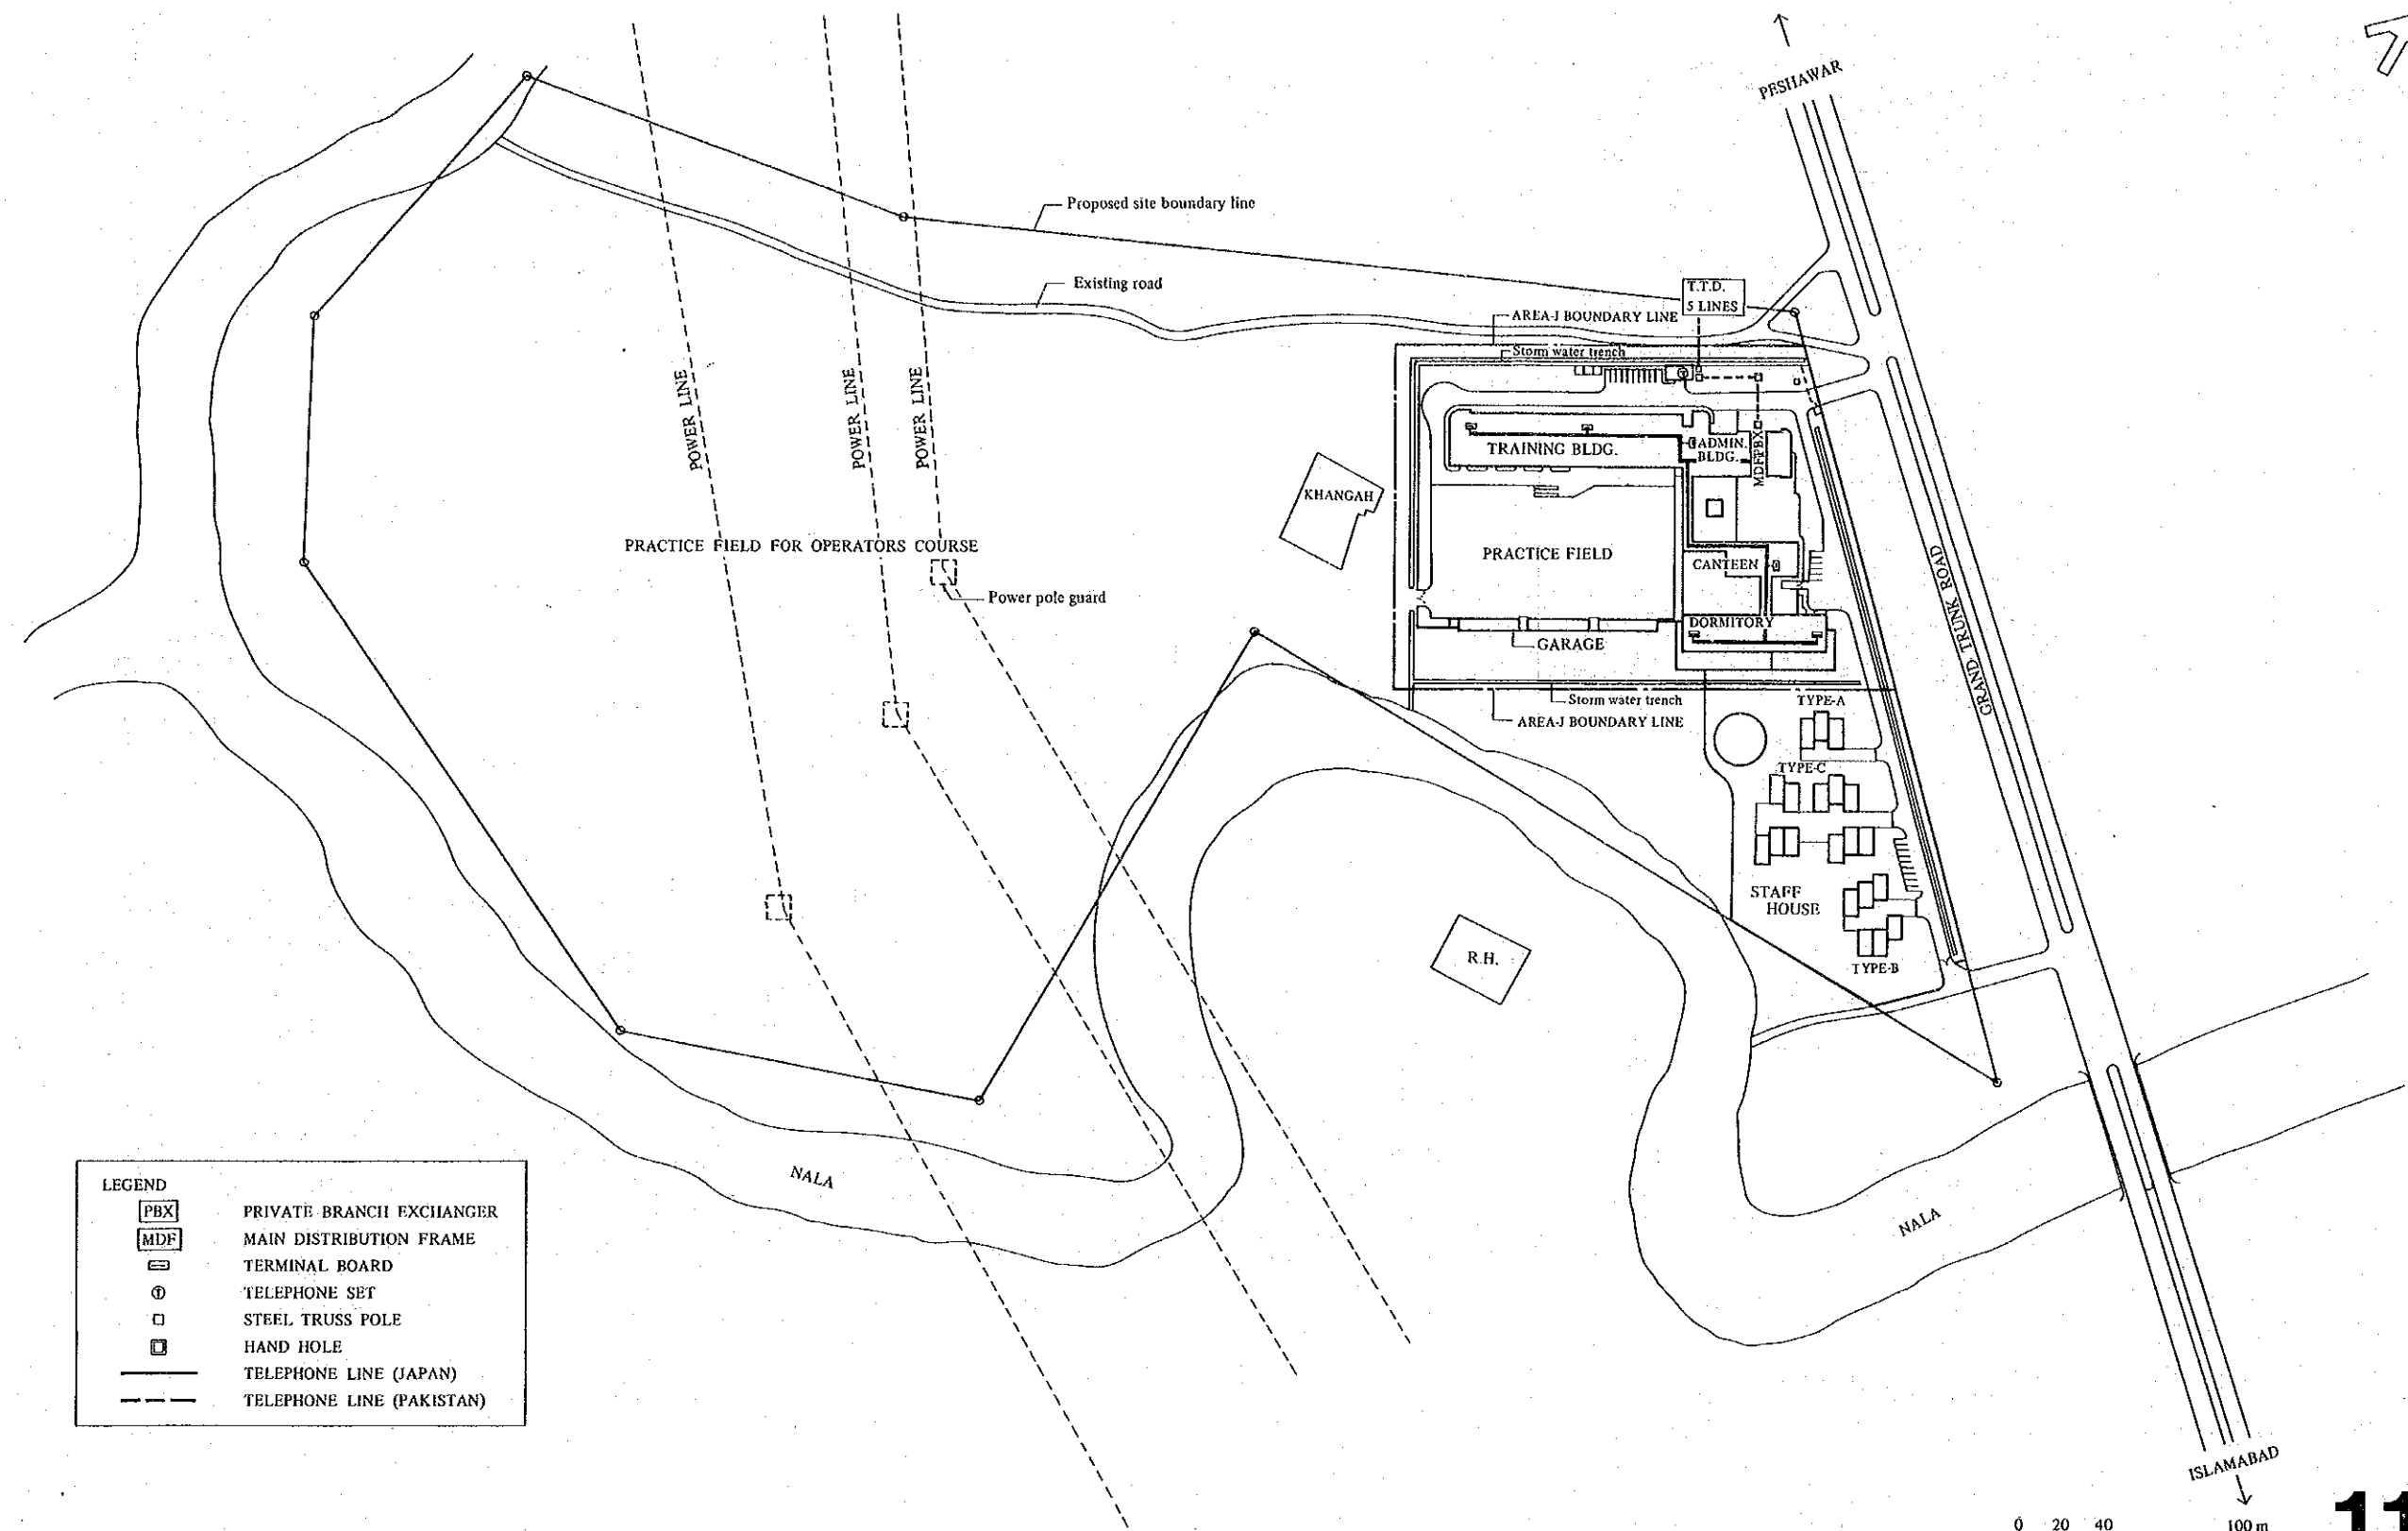 PESHAWAR
Proposed site boundary line
Existing road
T.T.D.
5 LINES
AREA-J BOUNDARY LINE
Storm water trench
POWER LINE
POWER LINE
POWER LINE
TRAINING BLDG.
ADMIN.
BLDG.
MDF
PBX
KHANGAH
PRACTICE FIELD FOR OPERATORS COURSE
PRACTICE FIELD
CANTEEN
GRAND TRUNK ROAD
Power pole guard
DORMITORY
GARAGE
Storm water trench
AREA-J BOUNDARY LINE
TYPE-A
TYPE-C
STAFF
HOUSE
TYPE-B
R.H.
NALA
NALA
LEGEND
PBX PRIVATE BRANCH EXCHANGER
MDF MAIN DISTRIBUTION FRAME
TERMINAL BOARD
T TELEPHONE SET
STEEL TRUSS POLE
HAND HOLE
TELEPHONE LINE (JAPAN)
TELEPHONE LINE (PAKISTAN)
ISLAMABAD
0 20 40 100 m
11